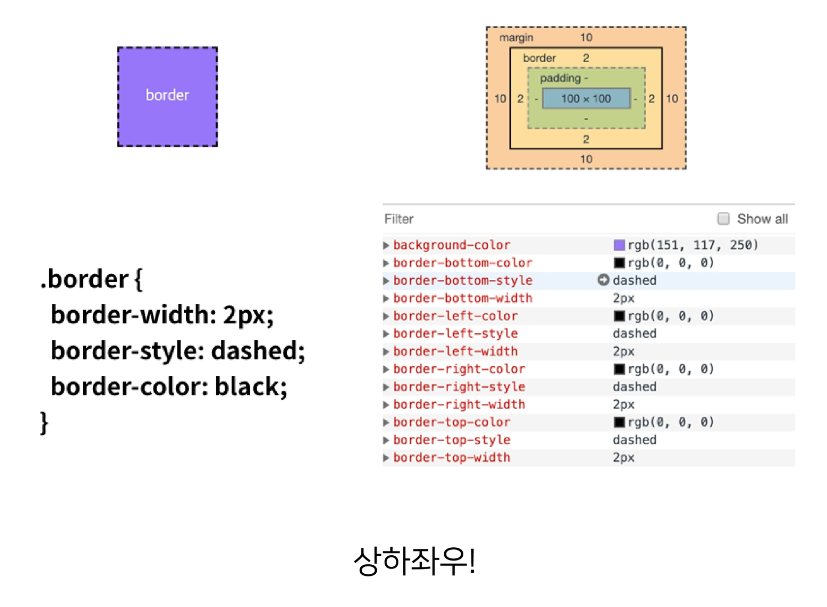 border
margin 10
border 2
padding -
10 2 - 100 × 100 - 2 10
-
2
10
Filter Show all
background-color rgb(151, 117, 250)
border-bottom-color rgb(0, 0, 0)
border-bottom-style dashed
border-bottom-width 2px
border-left-color rgb(0, 0, 0)
border-left-style dashed
border-left-width 2px
border-right-color rgb(0, 0, 0)
border-right-style dashed
border-right-width 2px
border-top-color rgb(0, 0, 0)
border-top-style dashed
border-top-width 2px
.border {
border-width: 2px;
border-style: dashed;
border-color: black;
}
상하좌우!